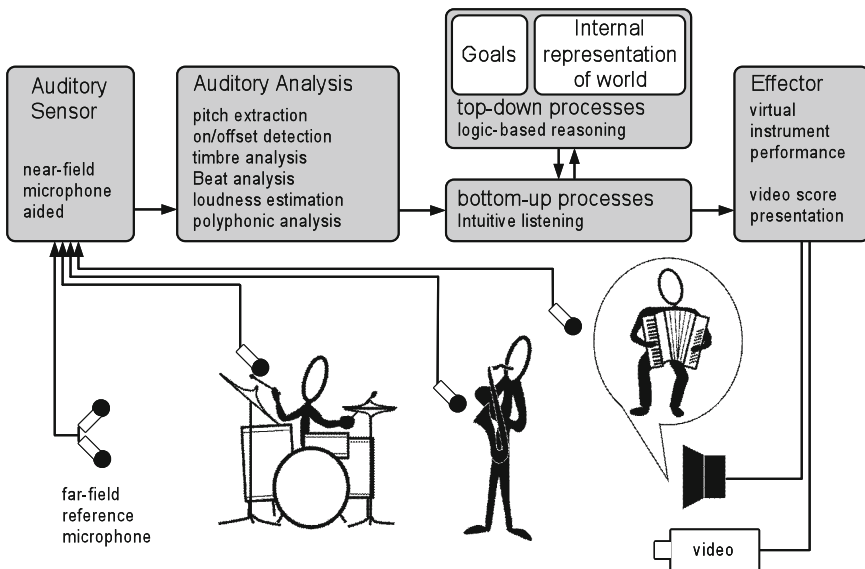 Auditory
Sensor
near-field
microphone
aided
Auditory Analysis
pitch extraction
on/offset detection
timbre analysis
Beat analysis
loudness estimation
polyphonic analysis
Goals
Internal
representation
of world
top-down processes
logic-based reasoning
bottom-up processes
Intuitive listening
Effector
virtual
instrument
performance
video score
presentation
far-field
reference
microphone
video